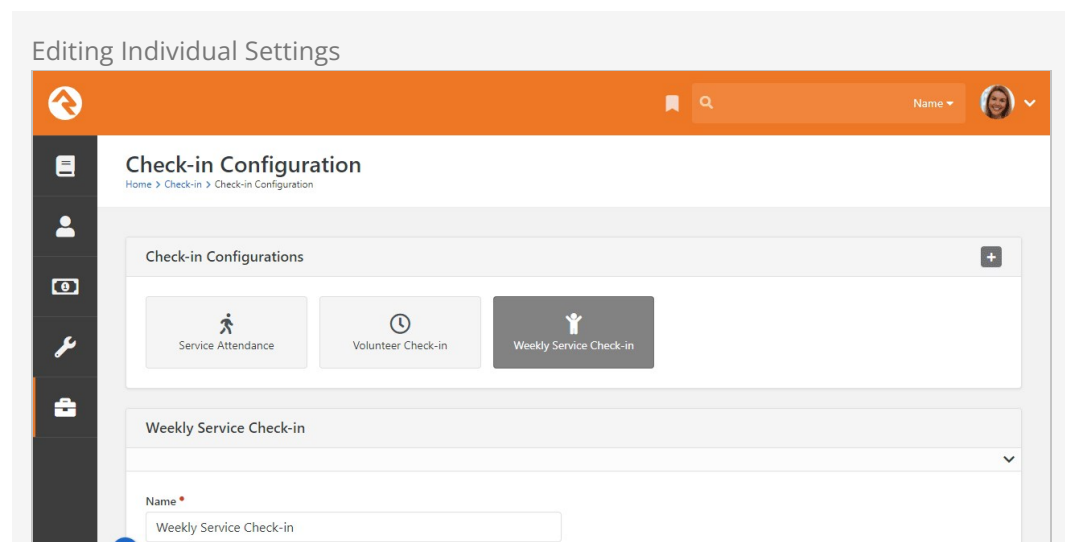 Editing Individual Settings
Name
Check-in Configuration
Home > Check-in > Check-in Configuration
Check-in Configurations
Service Attendance
Volunteer Check-in
Weekly Service Check-in
Weekly Service Check-in
Name
Weekly Service Check-in